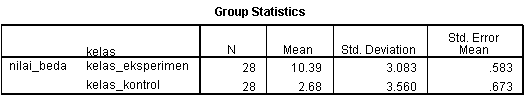 Group Statistics
kelas N Mean Std. Deviation Std. Error Mean
nilai_beda kelas_eksperimen 28 10.39 3.083 .583
kelas_kontrol 28 2.68 3.560 .673